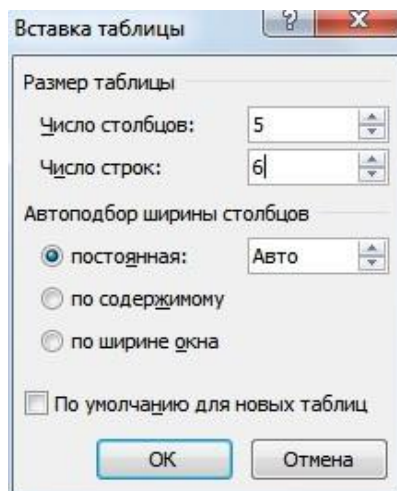 Вставка таблицы
Размер таблицы
Число столбцов: 5
Число строк: 6
Автоподбор ширины столбцов
постоянная: Авто
по содержимому
по ширине окна
По умолчанию для новых таблиц
ОК Отмена